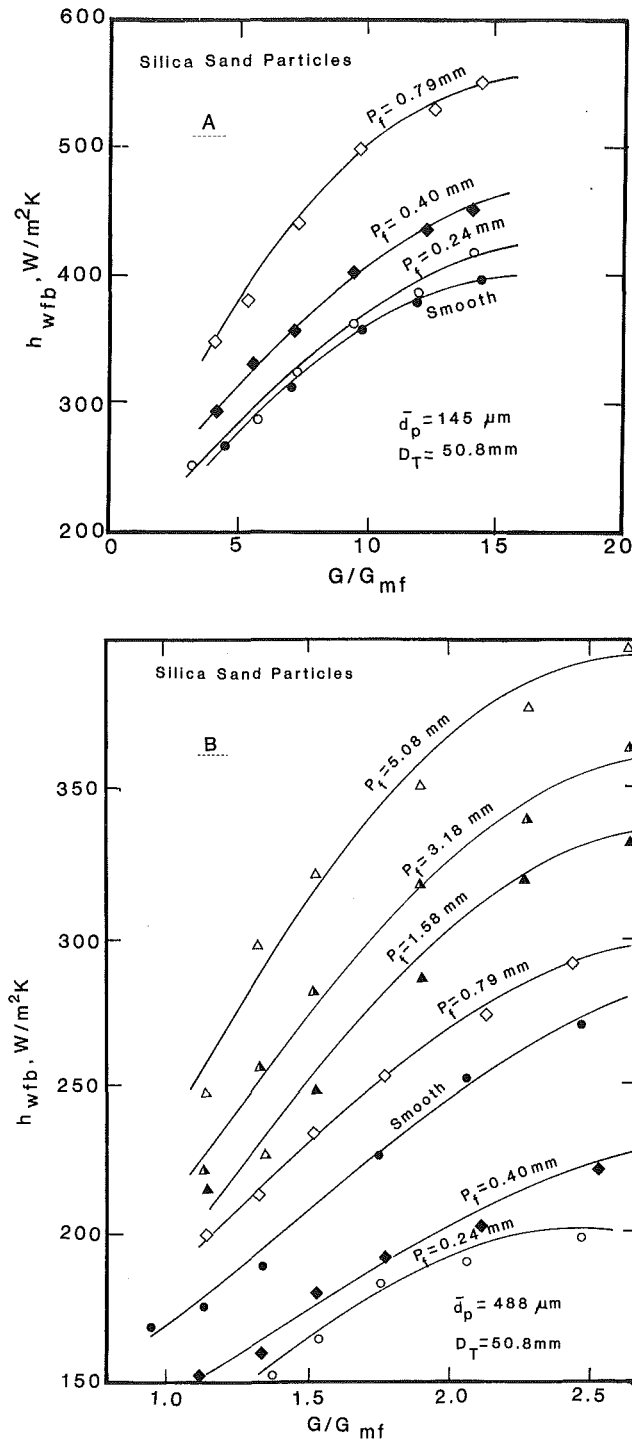 600
Silica Sand Particles
A
P_f=0.79mm
500
P_f=0.40 mm
P_f=0.24 mm
400
Smooth
h_wfb, W/m²K
300
d̄_p=145 μm
D_T=50.8mm
200
0
5
10
15
20
G/G_mf
Silica Sand Particles
B
P_f=5.08 mm
350
P_f=3.18 mm
P_f=1.58 mm
300
P_f=0.79 mm
h_wfb, W/m²K
Smooth
250
P_f=0.40mm
200
P_f=0.24 mm
d̄_p=488 μm
D_T=50.8mm
150
1.0
1.5
2.0
2.5
G/G_mf